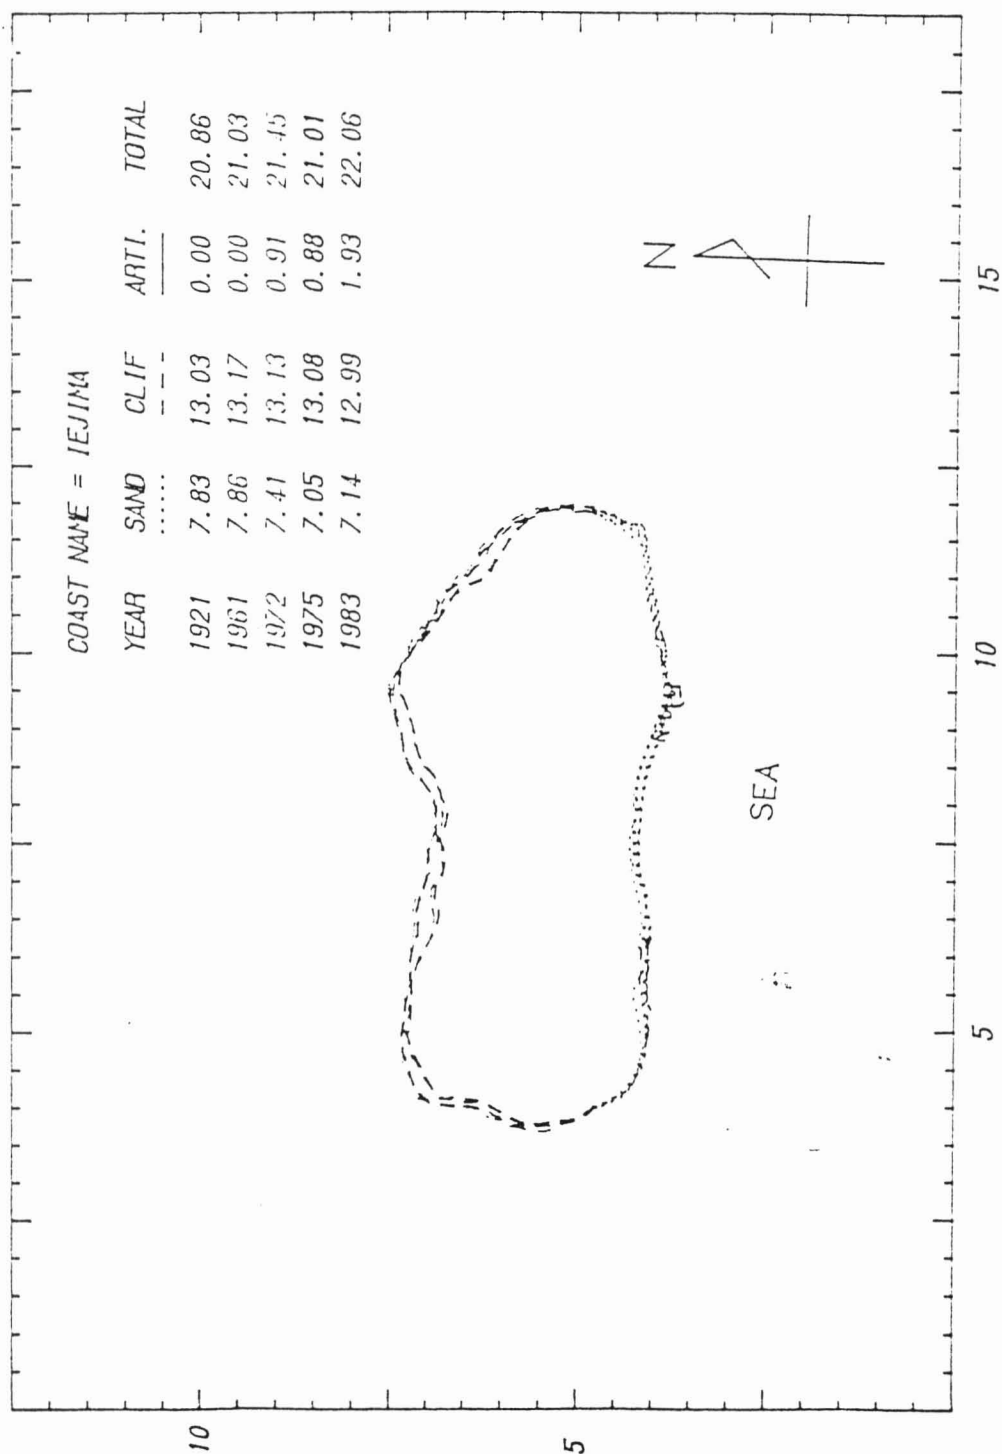 COAST NAME = IEJIMA
YEAR SAND CLIF ARTI. TOTAL
1921 7.83 13.03 0.00 20.86
1961 7.86 13.17 0.00 21.03
1972 7.41 13.13 0.91 21.45
1975 7.05 13.08 0.88 21.01
1983 7.14 12.99 1.93 22.06
N
SEA
10
5
5
10
15